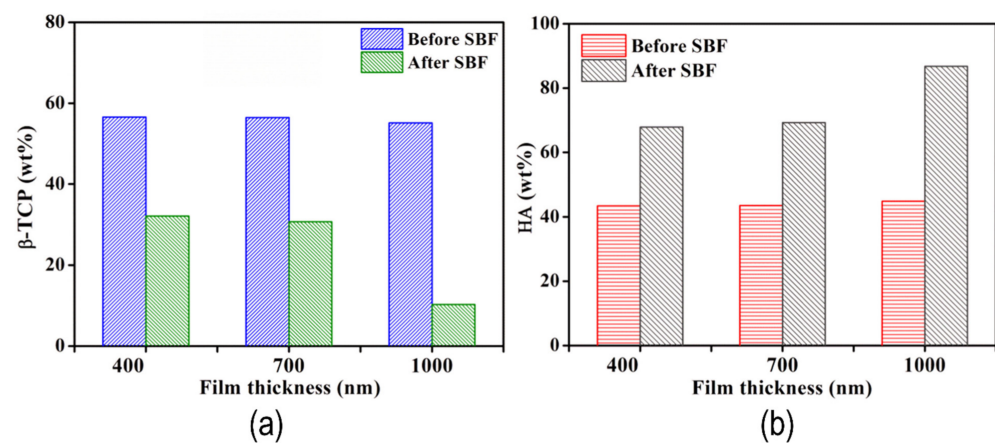 80
60
40
20
0
β-TCP (wt%)
Before SBF
After SBF
400
700
1000
Film thickness (nm)
(a)
100
80
60
40
20
0
HA (wt%)
Before SBF
After SBF
400
700
1000
Film thickness (nm)
(b)